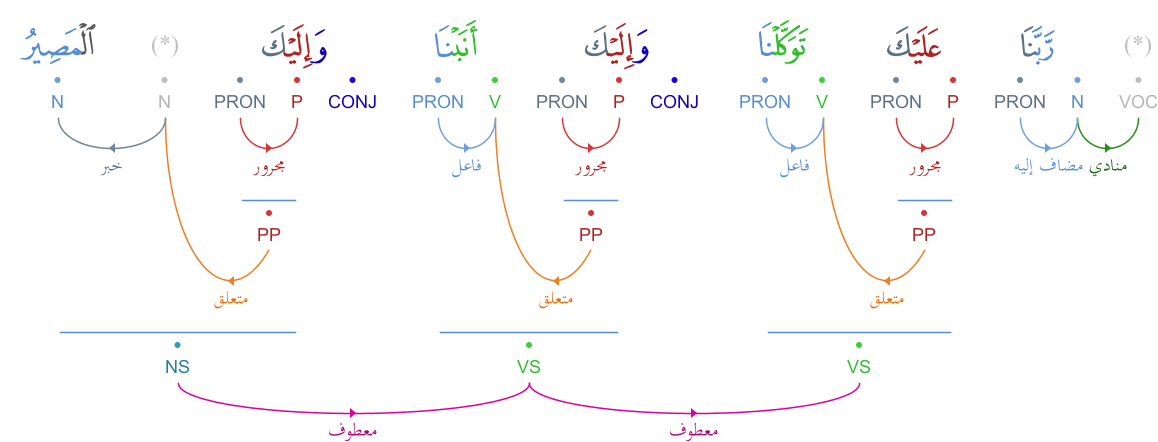 (*) رَّبَّنَا عَلَيْكَ تَوَكَّلْنَا وَإِلَيْكَ أَنَبْنَا وَإِلَيْكَ (*) ٱلْمَصِيرُ
VOC N PRON P PRON V PRON CONJ P PRON V PRON CONJ P PRON N N
منادي مضاف إليه مجرور فاعل مجرور فاعل مجرور خبر
PP PP PP
متعلق متعلق متعلق
VS VS NS
معطوف معطوف